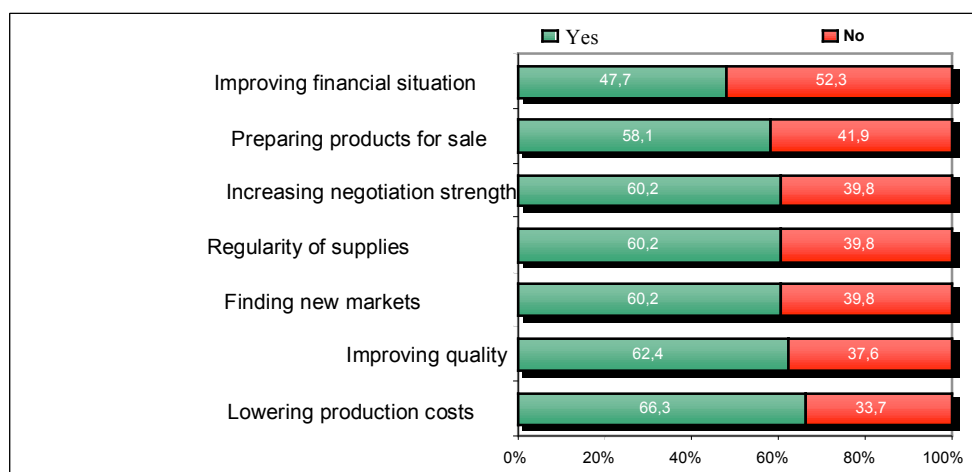 Yes No
Improving financial situation 47,7 52,3
Preparing products for sale 58,1 41,9
Increasing negotiation strength 60,2 39,8
Regularity of supplies 60,2 39,8
Finding new markets 60,2 39,8
Improving quality 62,4 37,6
Lowering production costs 66,3 33,7
0% 20% 40% 60% 80% 100%